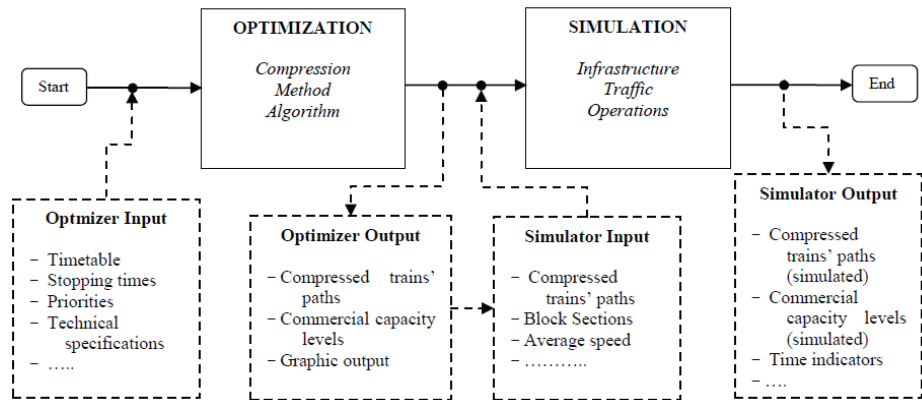 Start
OPTIMIZATION
Compression
Method
Algorithm
SIMULATION
Infrastructure
Traffic
Operations
End
Optmizer Input
− Timetable
− Stopping times
− Priorities
− Technical
specifications
− …..
Optimizer Output
− Compressed trains’
paths
− Commercial capacity
levels
− Graphic output
Simulator Input
− Compressed
trains’ paths
− Block Sections
− Average speed
− ………..
Simulator Output
− Compressed
trains’ paths
(simulated)
− Commercial
capacity levels
(simulated)
− Time indicators
− ….